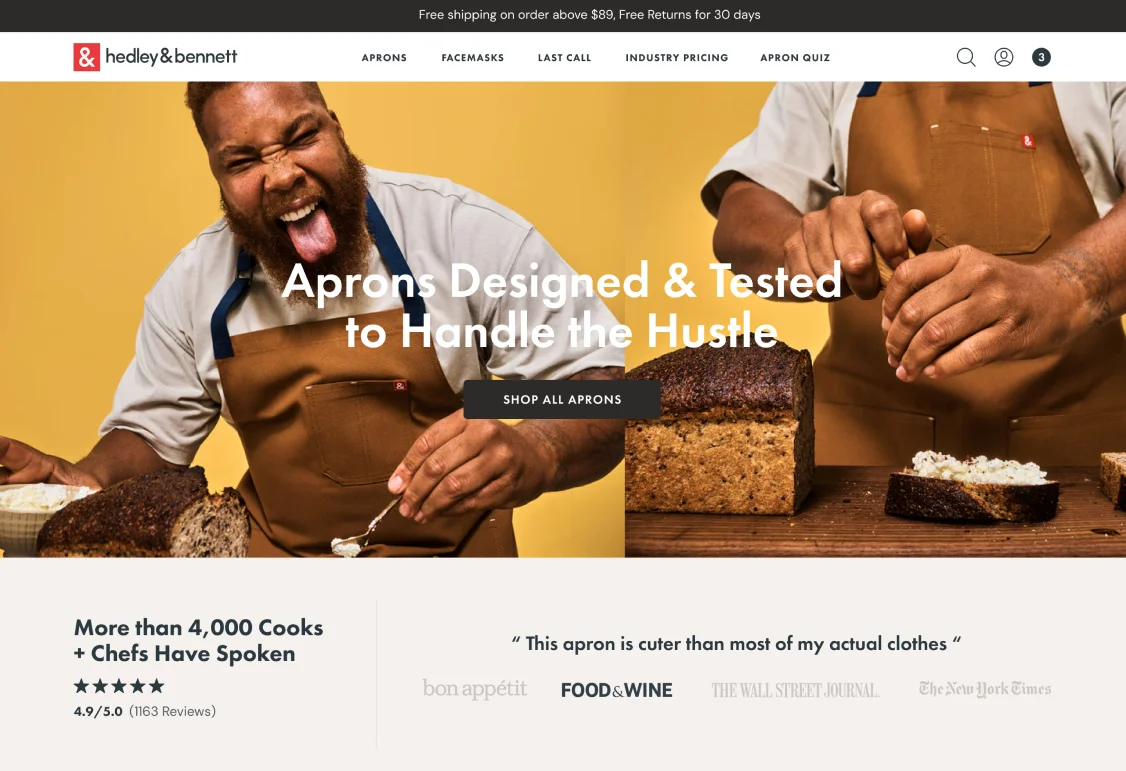 Free shipping on order above $89, Free Returns for 30 days
& hedley&bennett
APRONS
FACEMASKS
LAST CALL
INDUSTRY PRICING
APRON QUIZ
3
&
Aprons Designed & Tested
to Handle the Hustle
&
SHOP ALL APRONS
More than 4,000 Cooks
+ Chefs Have Spoken
4.9/5.0 (1163 Reviews)
“ This apron is cuter than most of my actual clothes “
bon appétit
FOOD&WINE
THE WALL STREET JOURNAL.
The New York Times